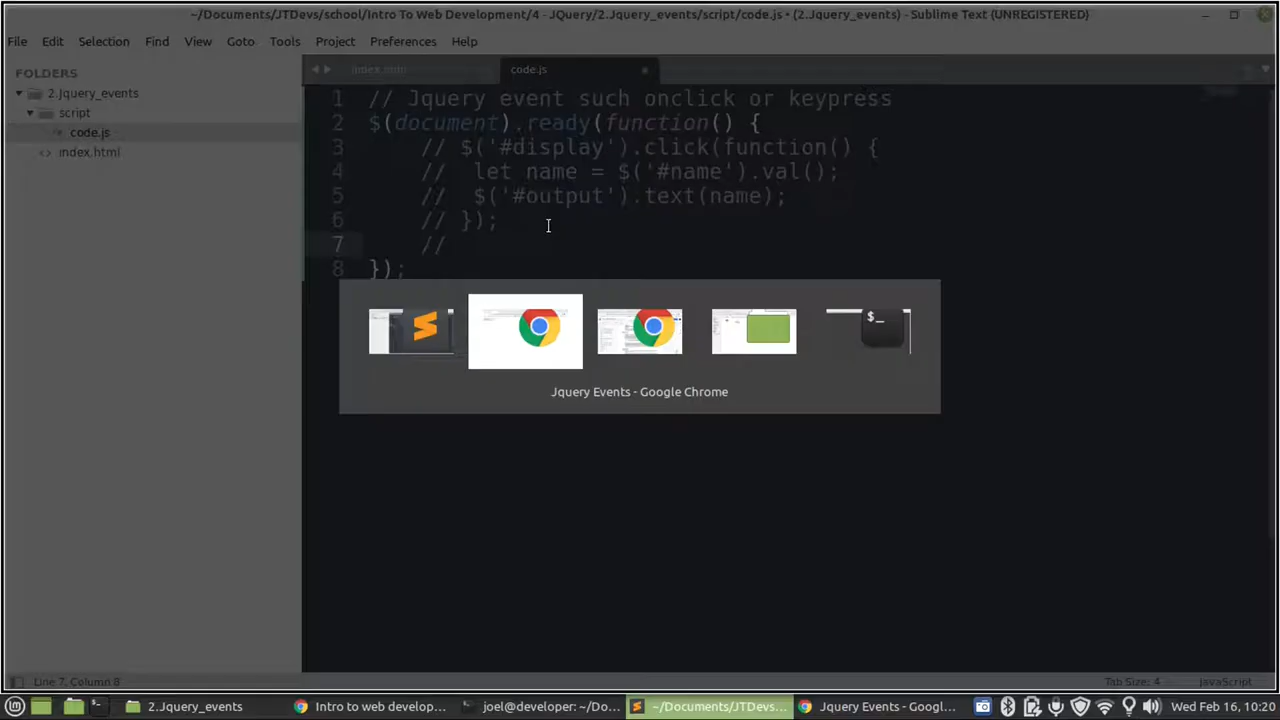 ~/Documents/JTDevs/school/Intro To Web Development/4 - JQuery/2.Jquery_events/script/code.js • (2.Jquery_events) - Sublime Text (UNREGISTERED)
File Edit Selection Find View Goto Tools Project Preferences Help
FOLDERS
2.Jquery_events
script
code.js
<> index.html
index.html
code.js
1 // Jquery event such onclick or keypress
2 $(document).ready(function() {
3 // $('#display').click(function() {
4 // let name = $('#name').val();
5 // $('#output').text(name);
6 // });
7 //
8 });
$_
Jquery Events - Google Chrome
Line 7, Column 8
Tab Size: 4
JavaScript
2.Jquery_events
Intro to web develop...
joel@developer: ~/Do...
~/Documents/JTDevs...
Jquery Events - Googl...
Wed Feb 16, 10:20